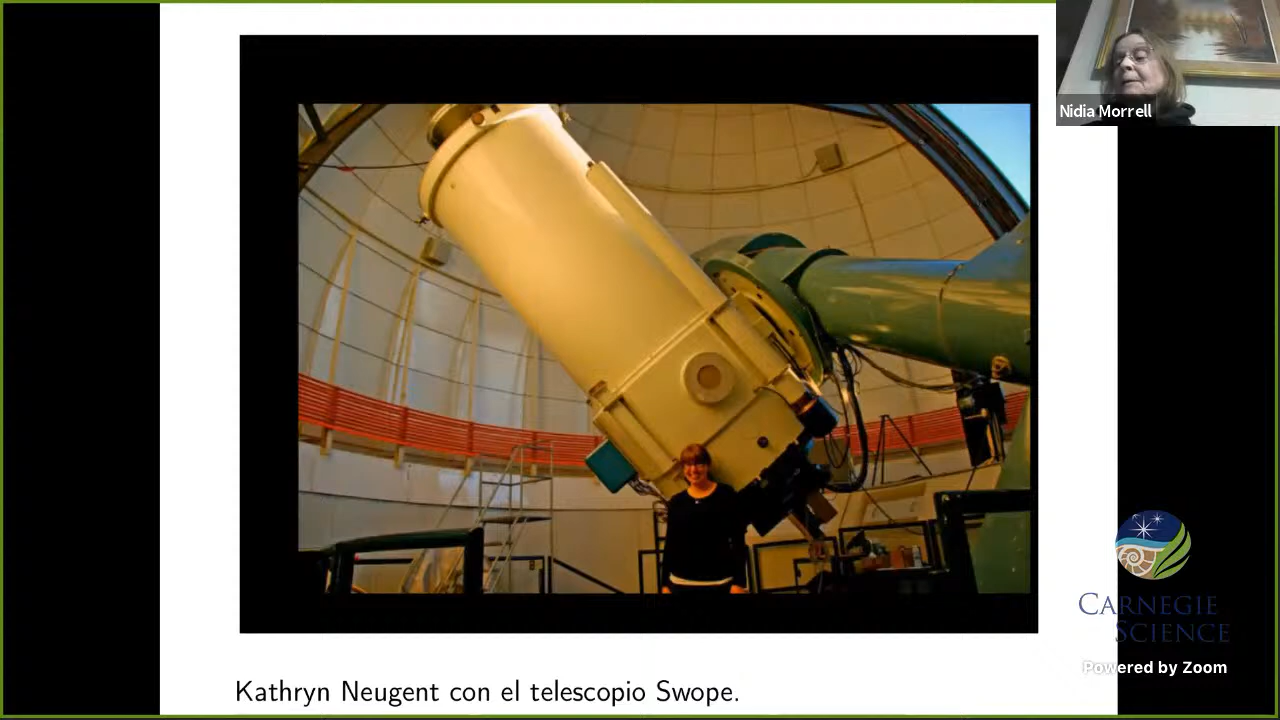 Nidia Morrell
CARNEGIE
SCIENCE
Powered by Zoom
Kathryn Neugent con el telescopio Swope.